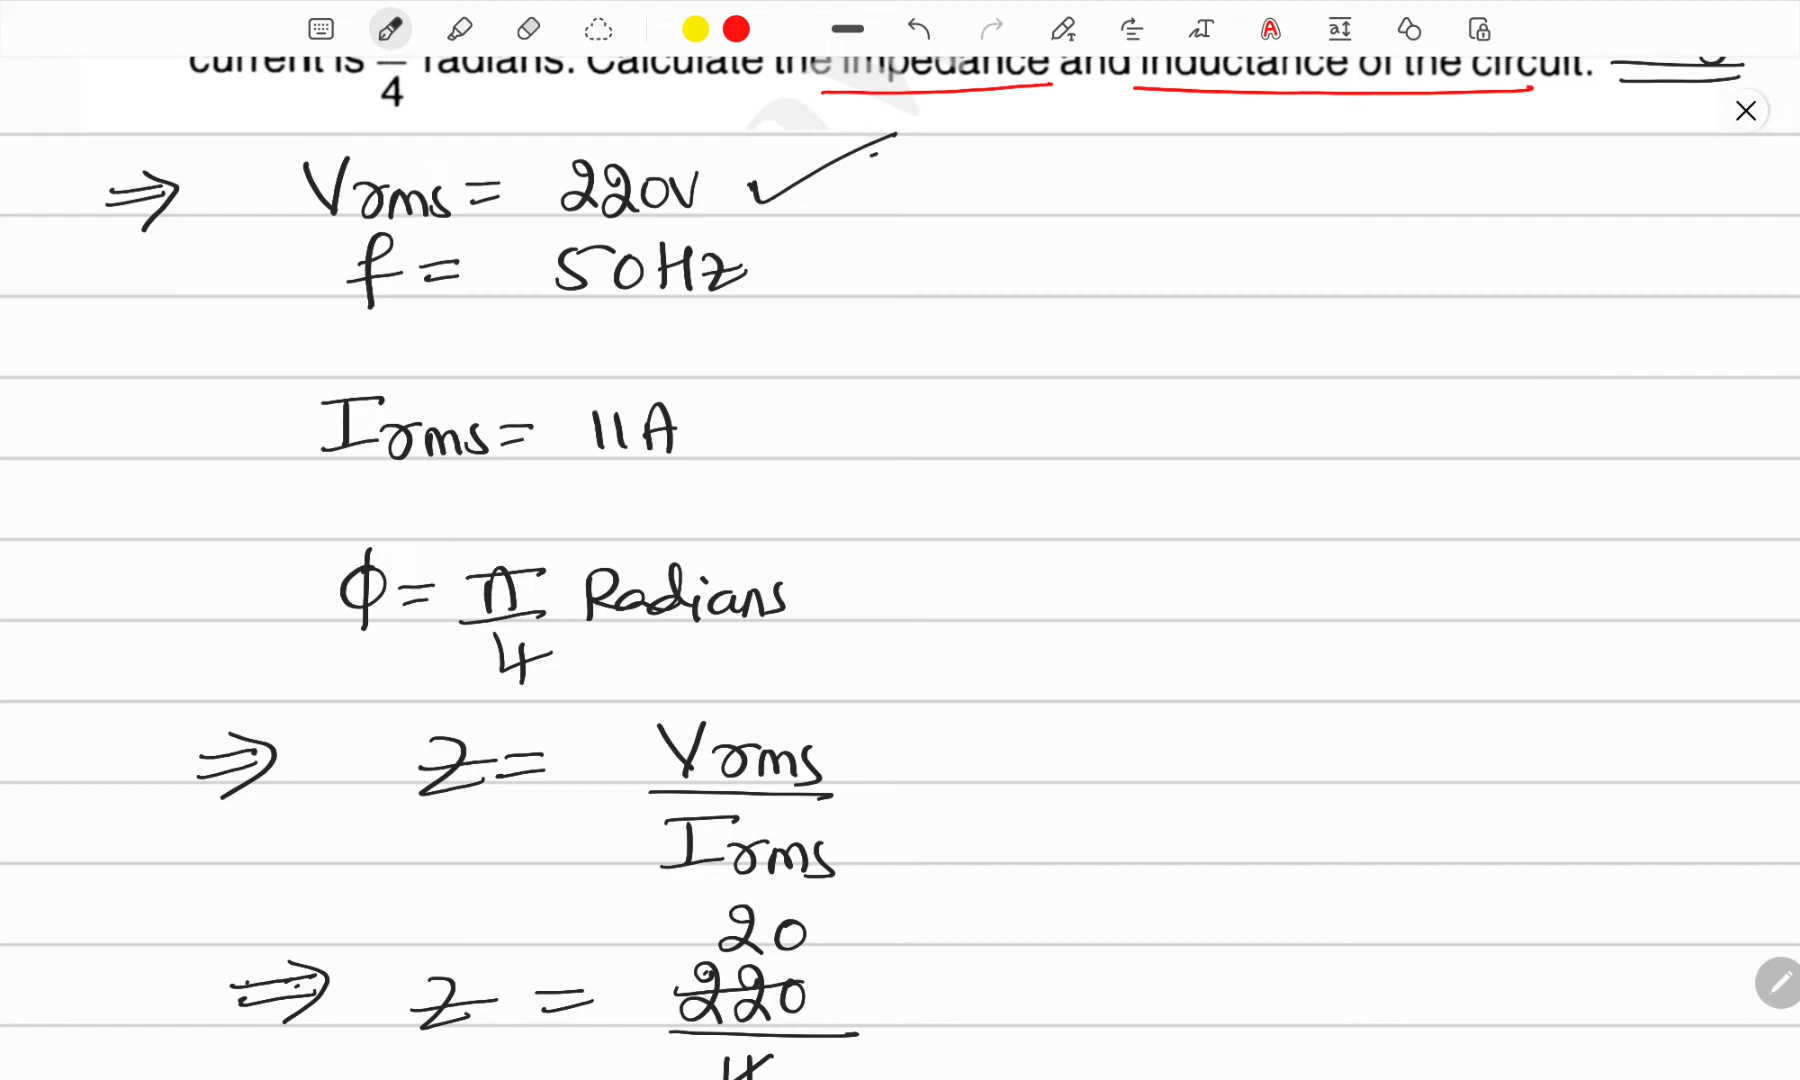 current is — radians. Calculate the impedance and inductance of the circuit.
4
⇒ Vrms = 220V ✓
f = 50Hz
Irms = 11A
ϕ = π Radians
4
⇒ Z = Vrms
Irms
20
⇒ Z = 220
11